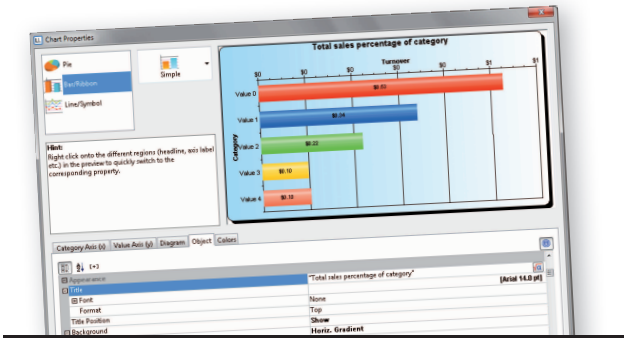 Chart Properties
Pie
Bar/Ribbon
Line/Symbol
Simple
Hint:
Right click onto the different regions (headline, axis label
etc.) in the preview to quickly switch to the
corresponding property.
Total sales percentage of category
Turnover
$0 $0 $0 $0 $1 $1
Value 0
Value 1
Value 2
Value 3
Value 4
Category
$0.34
$0.22
$0.10
$0.10
Category Axis (x) Value Axis (y) Diagram Object Colors
Appearance
Title "Total sales percentage of category"
Font [Arial 14.0 pt]
Format None
Title Position Top
Background Show
Horiz. Gradient